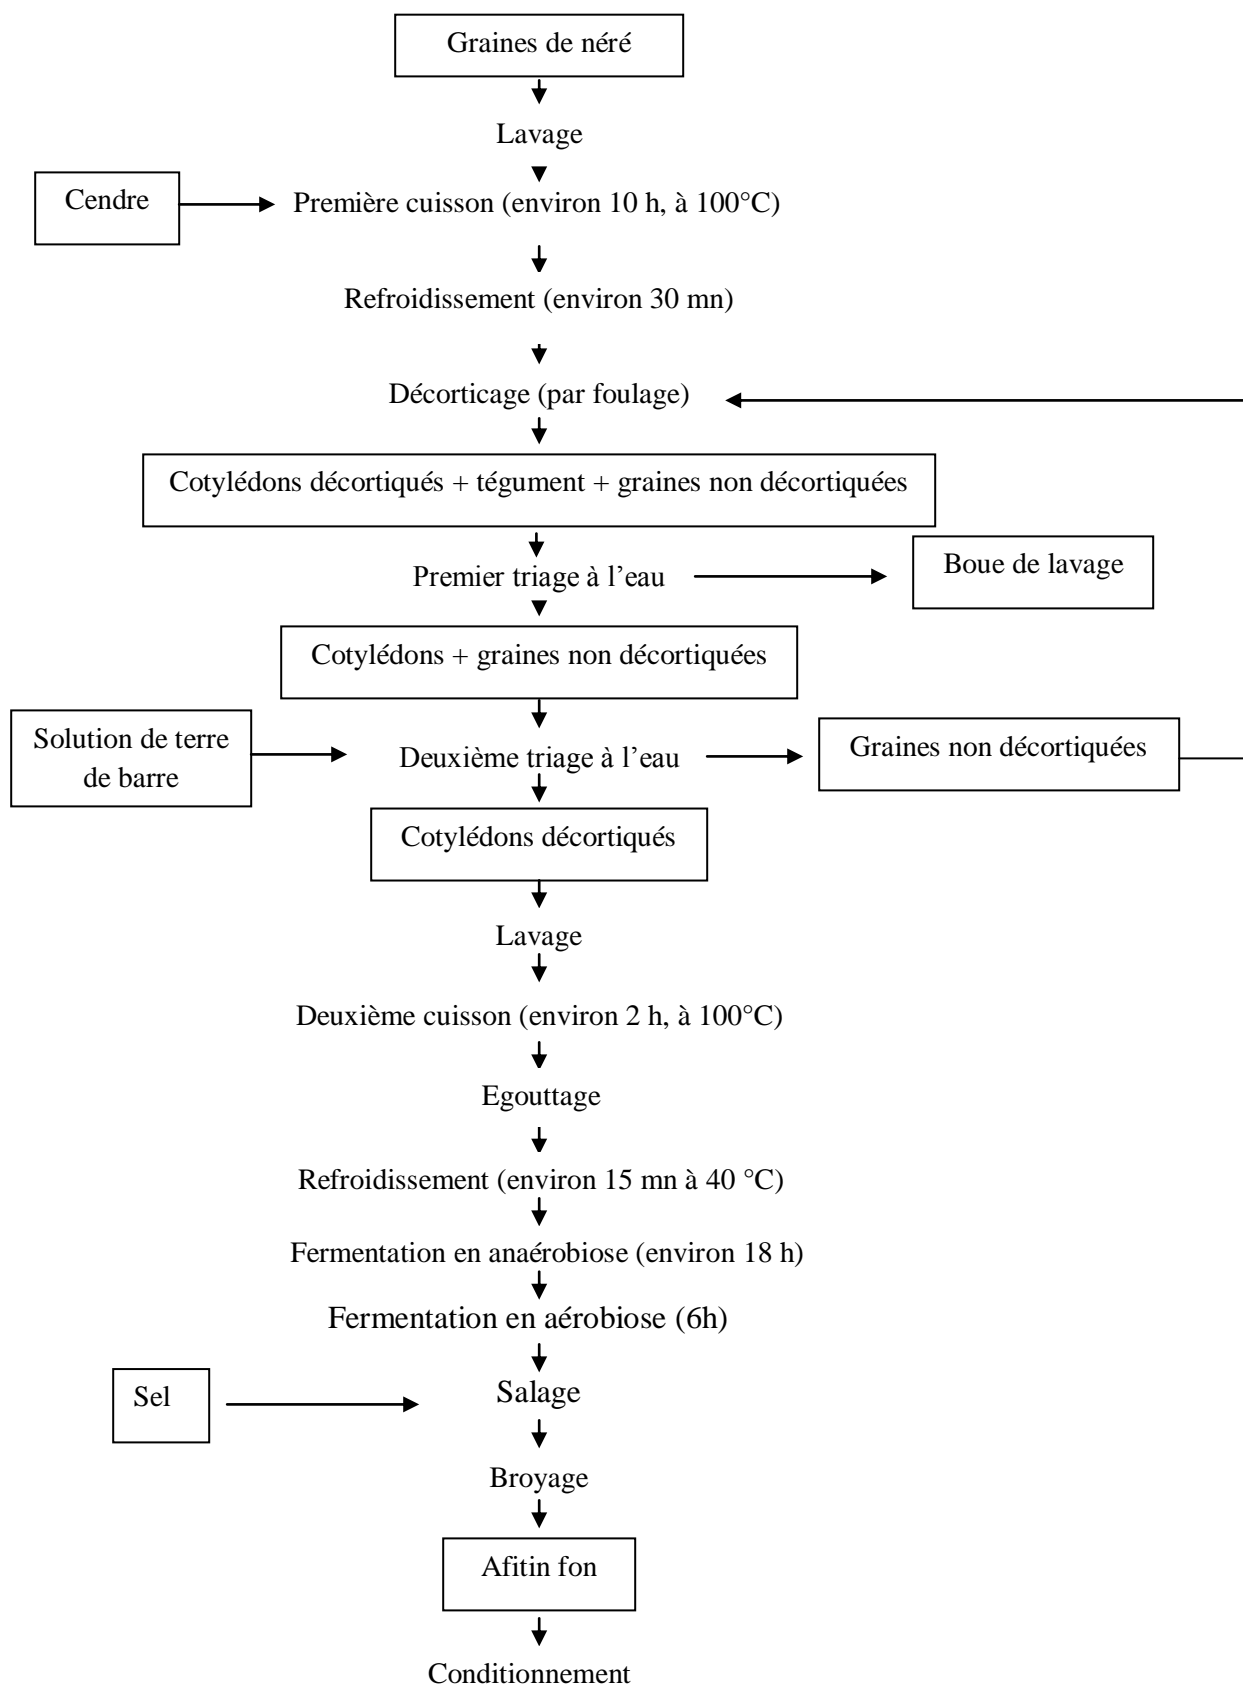 Graines de néré
Lavage
Cendre
Première cuisson (environ 10 h, à 100°C)
Refroidissement (environ 30 mn)
Décorticage (par foulage)
Cotylédons décortiqués + tégument + graines non décortiquées
Premier triage à l’eau
Boue de lavage
Cotylédons + graines non décortiquées
Solution de terre
de barre
Deuxième triage à l’eau
Graines non décortiquées
Cotylédons décortiqués
Lavage
Deuxième cuisson (environ 2 h, à 100°C)
Egouttage
Refroidissement (environ 15 mn à 40 °C)
Fermentation en anaérobiose (environ 18 h)
Fermentation en aérobiose (6h)
Sel
Salage
Broyage
Afitin fon
Conditionnement